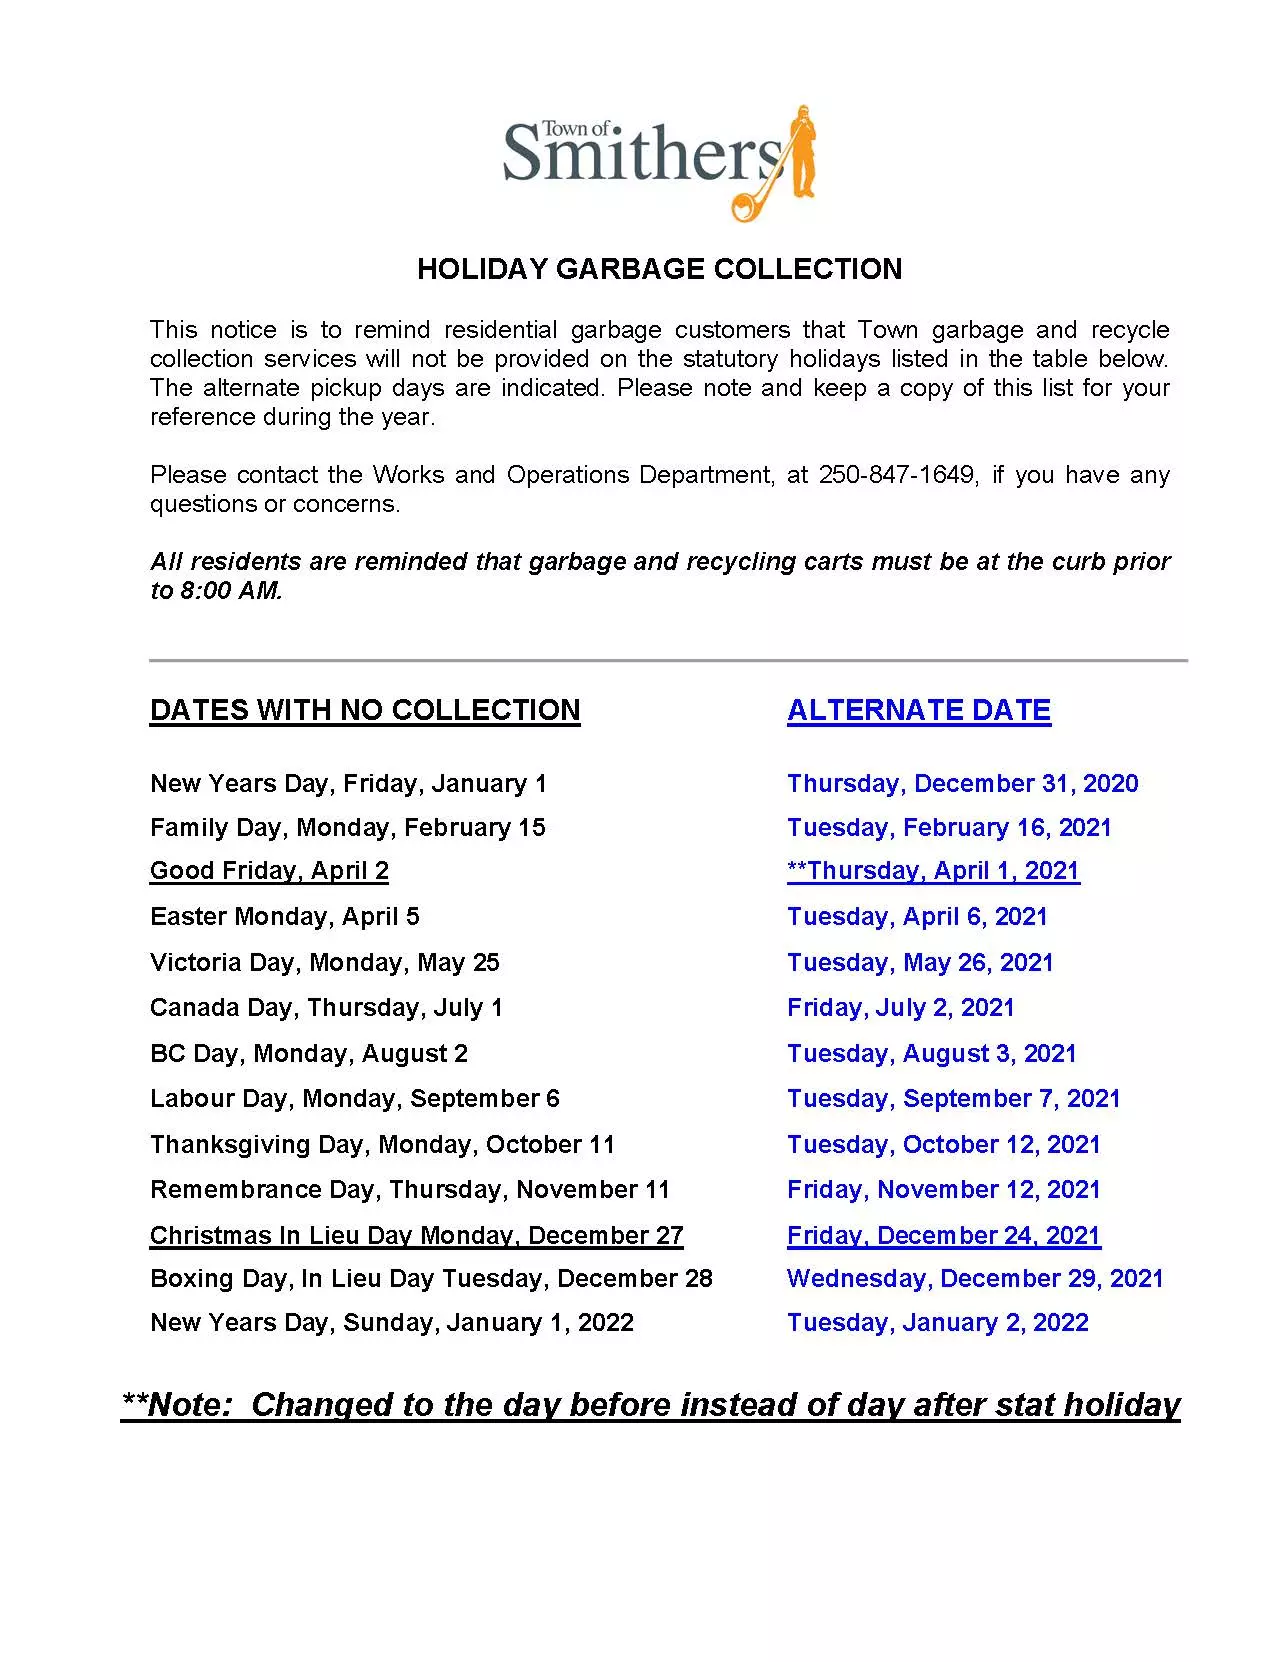 Town of
Smithers
HOLIDAY GARBAGE COLLECTION
This notice is to remind residential garbage customers that Town garbage and recycle
collection services will not be provided on the statutory holidays listed in the table below.
The alternate pickup days are indicated. Please note and keep a copy of this list for your
reference during the year.
Please contact the Works and Operations Department, at 250-847-1649, if you have any
questions or concerns.
All residents are reminded that garbage and recycling carts must be at the curb prior
to 8:00 AM.
DATES WITH NO COLLECTION ALTERNATE DATE
New Years Day, Friday, January 1 Thursday, December 31, 2020
Family Day, Monday, February 15 Tuesday, February 16, 2021
Good Friday, April 2 **Thursday, April 1, 2021
Easter Monday, April 5 Tuesday, April 6, 2021
Victoria Day, Monday, May 25 Tuesday, May 26, 2021
Canada Day, Thursday, July 1 Friday, July 2, 2021
BC Day, Monday, August 2 Tuesday, August 3, 2021
Labour Day, Monday, September 6 Tuesday, September 7, 2021
Thanksgiving Day, Monday, October 11 Tuesday, October 12, 2021
Remembrance Day, Thursday, November 11 Friday, November 12, 2021
Christmas In Lieu Day Monday, December 27 Friday, December 24, 2021
Boxing Day, In Lieu Day Tuesday, December 28 Wednesday, December 29, 2021
New Years Day, Sunday, January 1, 2022 Tuesday, January 2, 2022
**Note: Changed to the day before instead of day after stat holiday